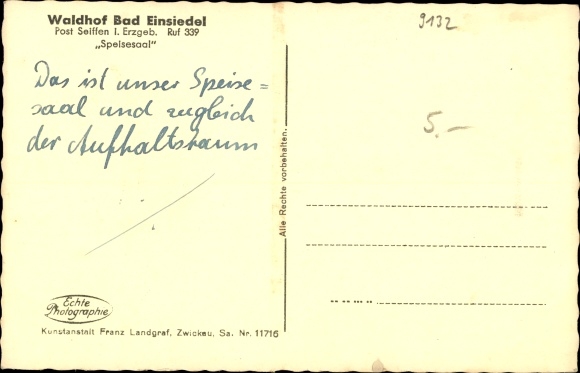 Waldhof Bad Einsiedel
Post Seiffen i. Erzgeb. Ruf 339
„Speisesaal"
Das ist unser Speise=
saal und zugleich
der Aufhaltsraum
9132
5.-
Alle Rechte vorbehalten.
Echte
Photographie
Kunstanstalt Franz Landgraf, Zwickau, Sa. Nr. 11716